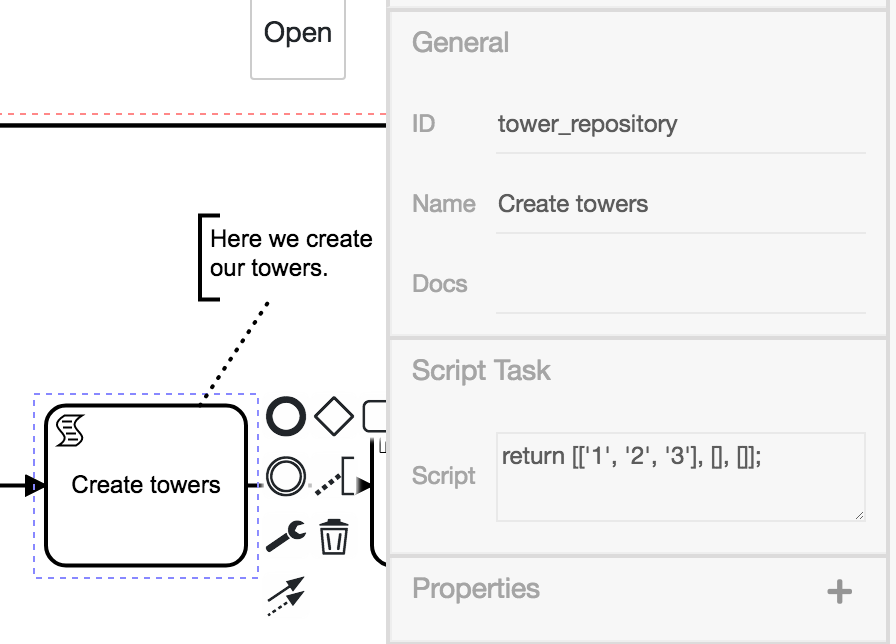 Open
Here we create
our towers.
Create towers
General
ID
tower_repository
Name
Create towers
Docs
Script Task
Script
return [['1', '2', '3'], [], []];
Properties